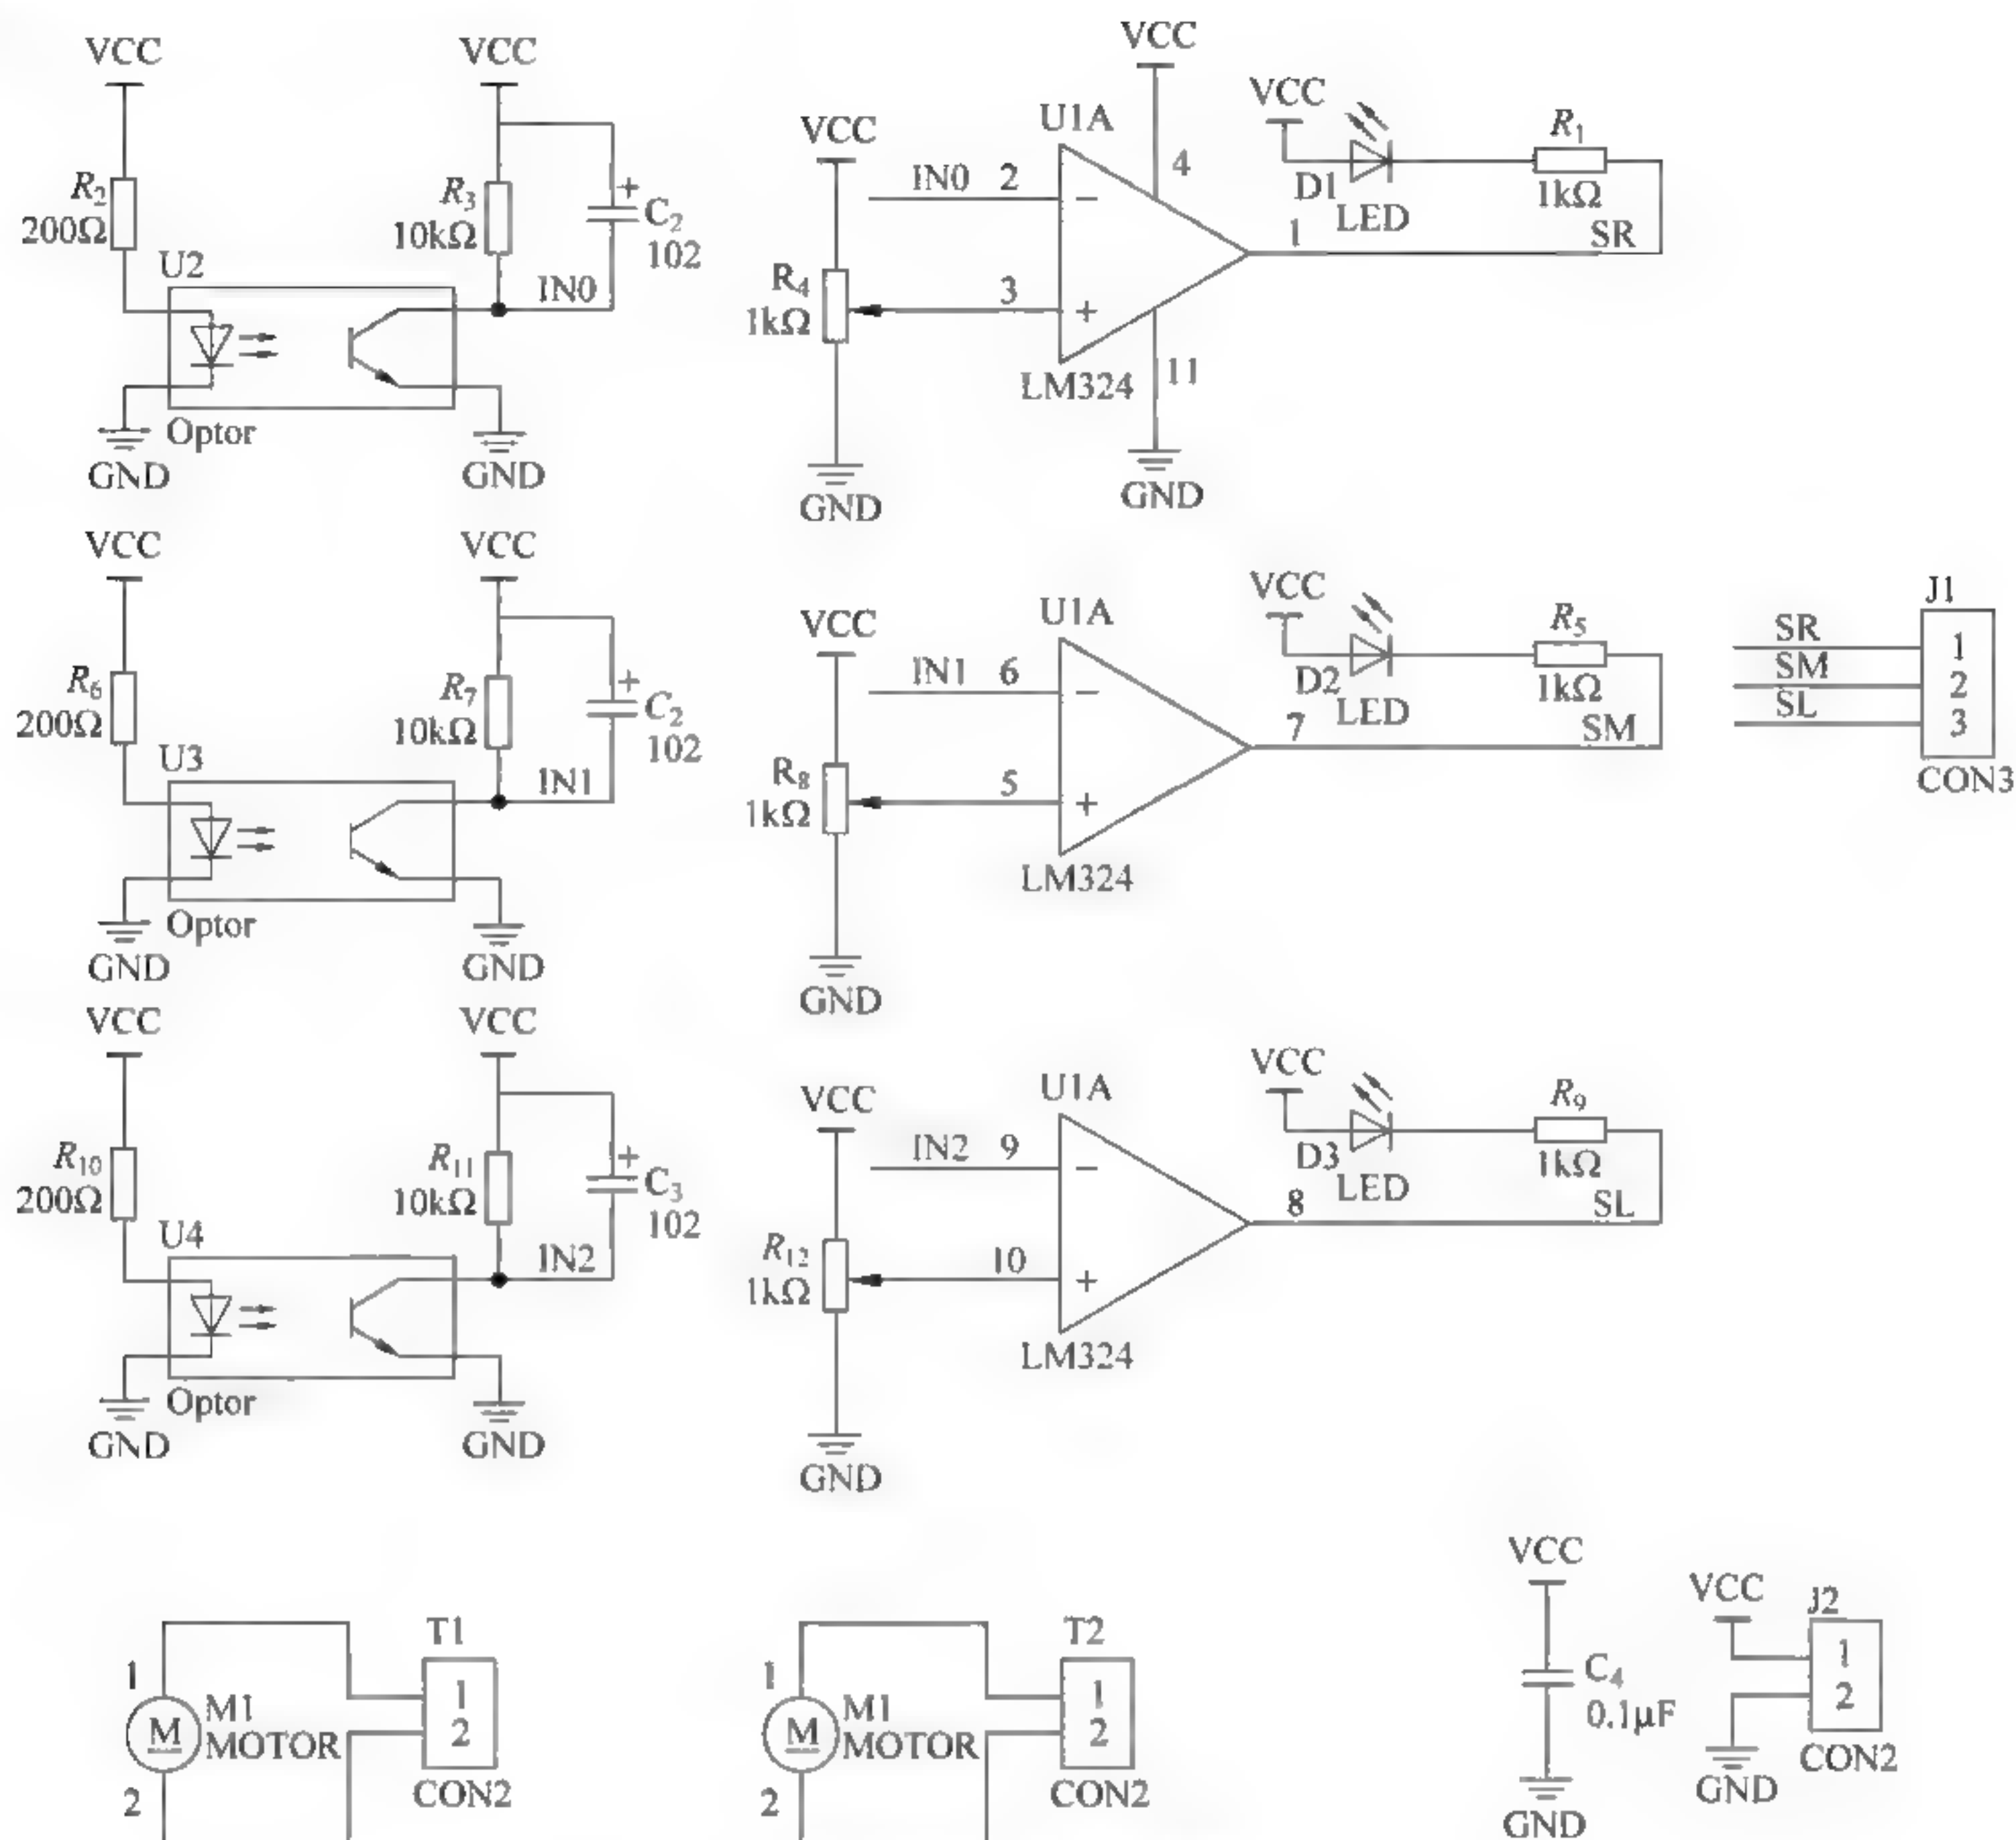 VCC
R2
200Ω
U2
Optor
GND
VCC
R3
10kΩ
C2
102
+
IN0
GND
VCC
R4
1kΩ
GND
IN0 2
3
U1A
VCC
4
−
+
LM324
11
GND
VCC
D1
LED
R1
1kΩ
1
SR
VCC
R6
200Ω
U3
Optor
GND
VCC
R7
10kΩ
+
C2
102
IN1
GND
VCC
R8
1kΩ
GND
IN1 6
5
U1A
−
+
LM324
VCC
D2
LED
R5
1kΩ
7
SM
J1
SR 1
SM 2
SL 3
CON3
VCC
R10
200Ω
U4
Optor
GND
VCC
R11
10kΩ
+
C3
102
IN2
GND
VCC
R12
1kΩ
GND
IN2 9
10
U1A
−
+
LM324
VCC
D3
LED
R9
1kΩ
8
SL
1
M
M1
MOTOR
2
T1
1
2
CON2
1
M
M1
MOTOR
2
T2
1
2
CON2
VCC
C4
0.1μF
GND
VCC
J2
1
2
CON2
GND